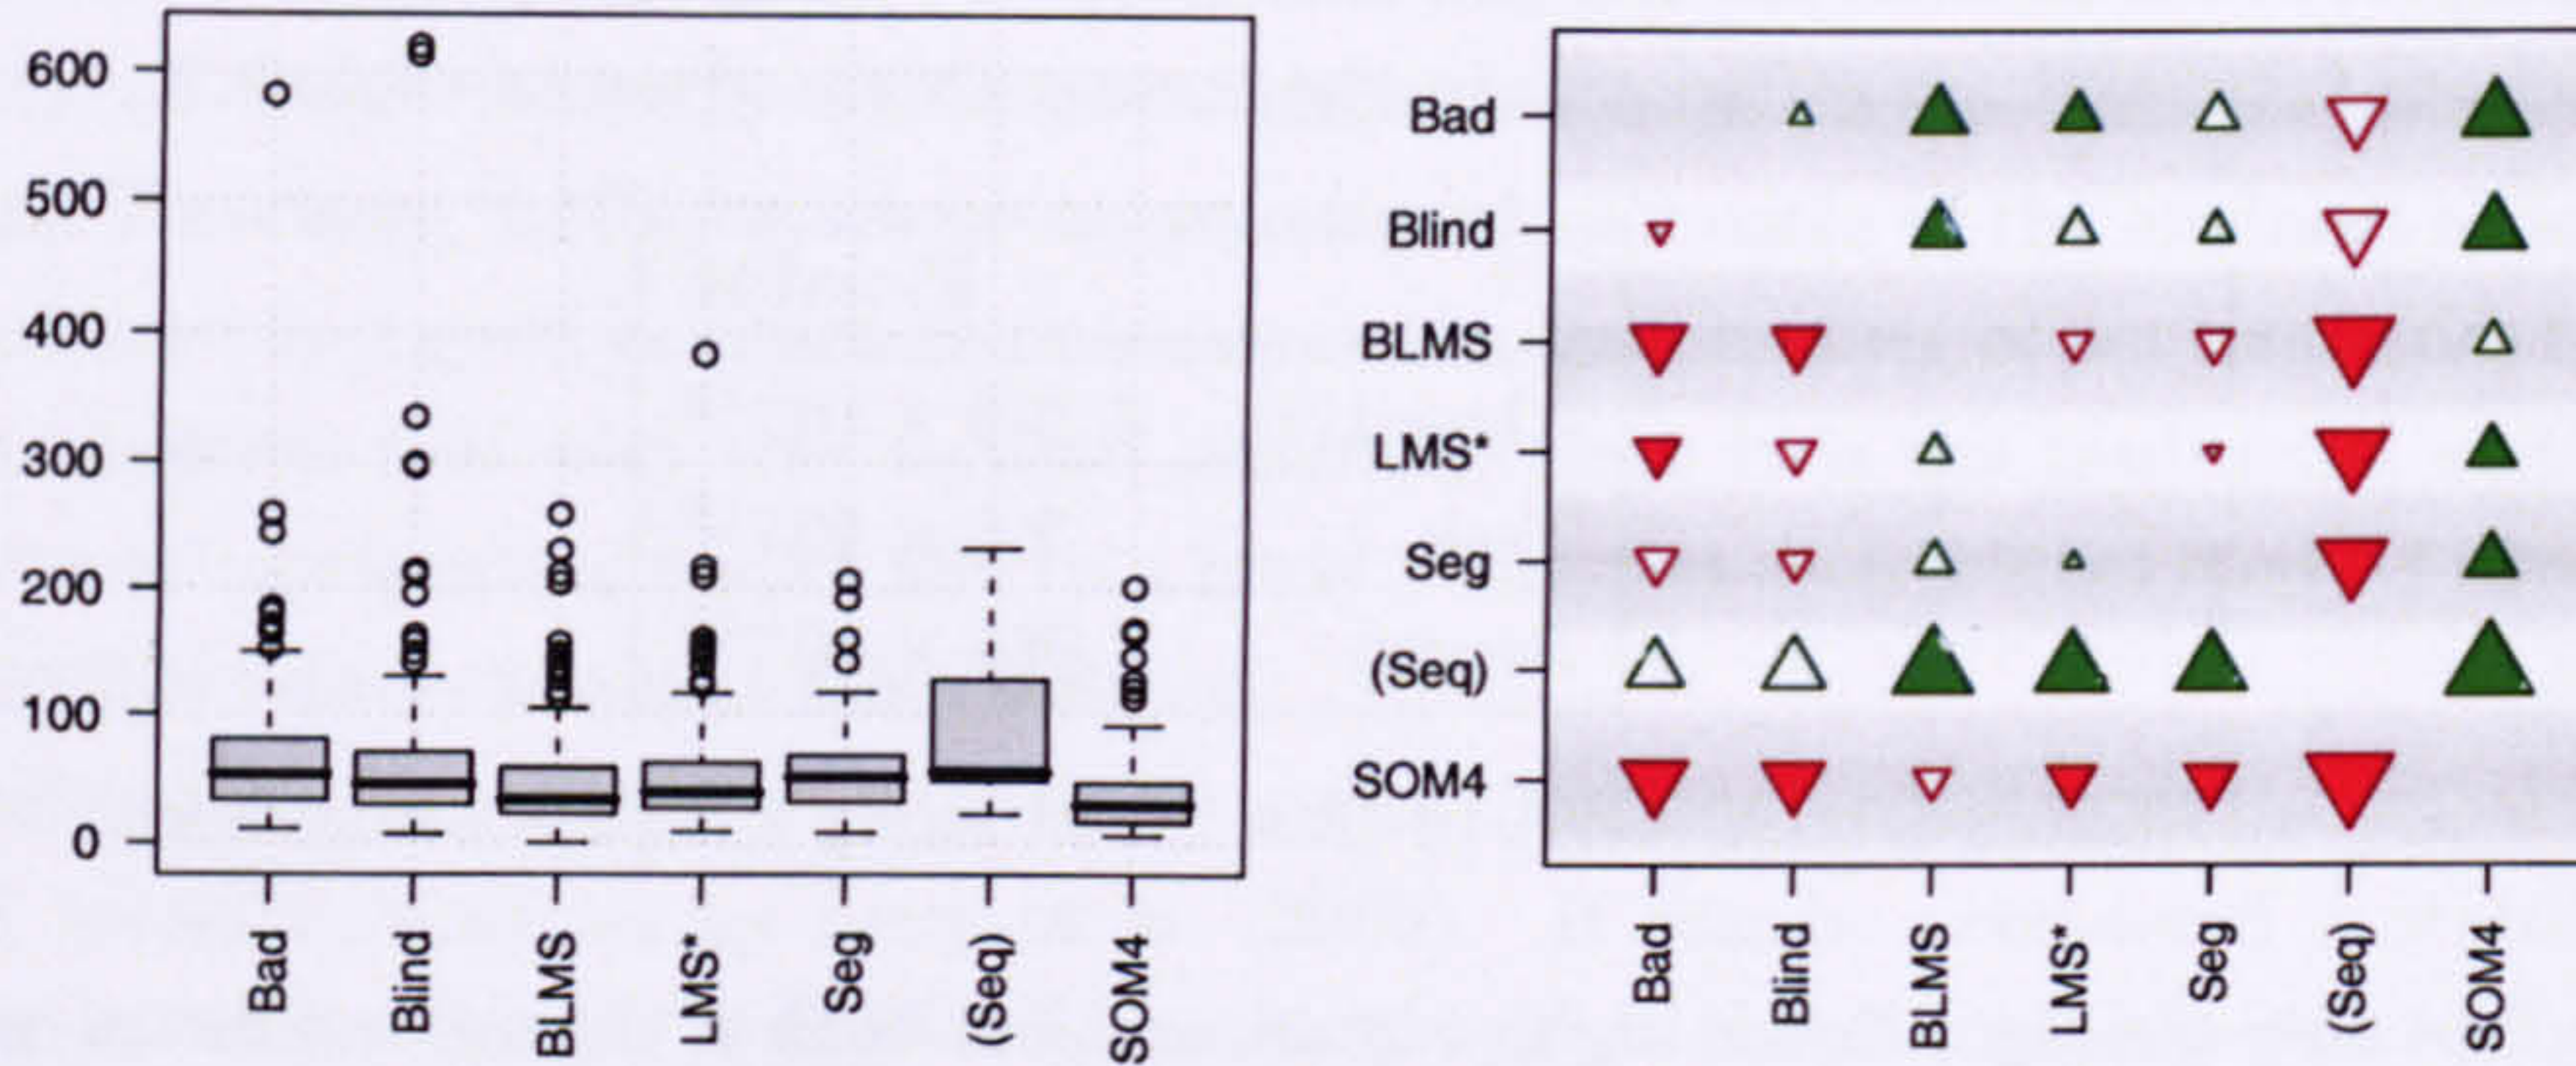 600
500
400
300
200
100
0
Bad
Blind
BLMS
LMS*
Seg
(Seq)
SOM4
Bad
Blind
BLMS
LMS*
Seg
(Seq)
SOM4
Bad
Blind
BLMS
LMS*
Seg
(Seq)
SOM4